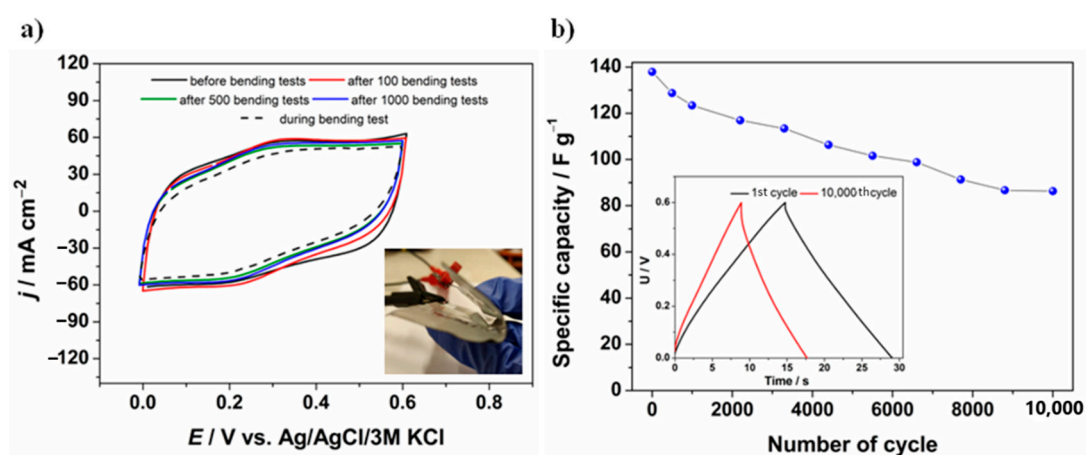 a)
120
90
60
30
0
−30
−60
−90
−120
j / mA cm−2
before bending tests after 100 bending tests
after 500 bending tests after 1000 bending tests
during bending test
0.0 0.2 0.4 0.6 0.8
E / V vs. Ag/AgCl/3M KCl
b)
140
120
100
80
60
40
20
0
Specific capacity / F g−1
1st cycle 10,000th cycle
0.6
0.4
0.2
0.0
U / V
0 5 10 15 20 25 30
Time / s
0 2000 4000 6000 8000 10,000
Number of cycle